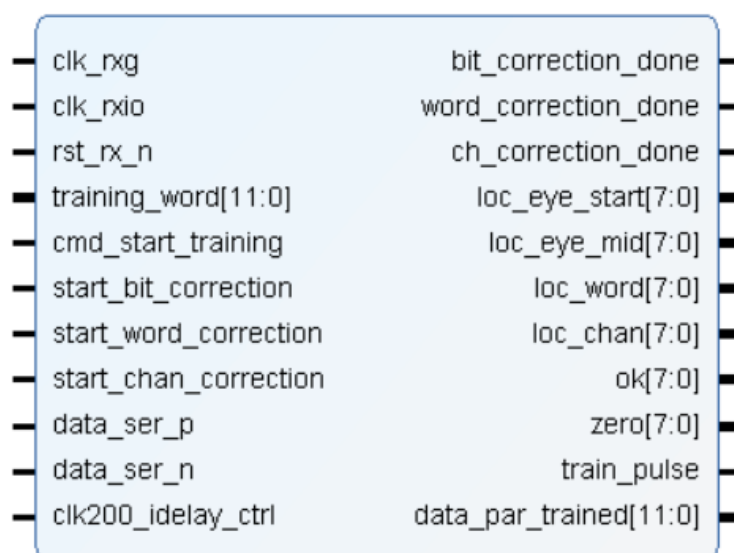 clk_rxg bit_correction_done
clk_rxio word_correction_done
rst_rx_n ch_correction_done
training_word[11:0] loc_eye_start[7:0]
cmd_start_training loc_eye_mid[7:0]
start_bit_correction loc_word[7:0]
start_word_correction loc_chan[7:0]
start_chan_correction ok[7:0]
data_ser_p zero[7:0]
data_ser_n train_pulse
clk200_idelay_ctrl data_par_trained[11:0]